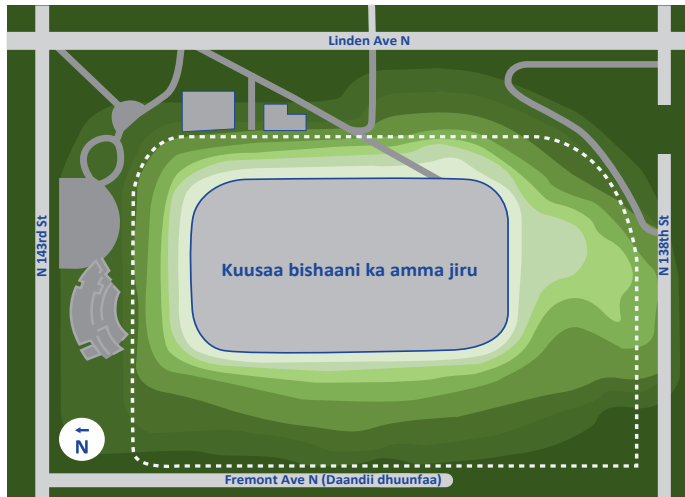 Linden Ave N
N 143rd St
Kuusaa bishaani ka amma jiru
N 138th St
N
Fremont Ave N (Daandii dhuunfaa)